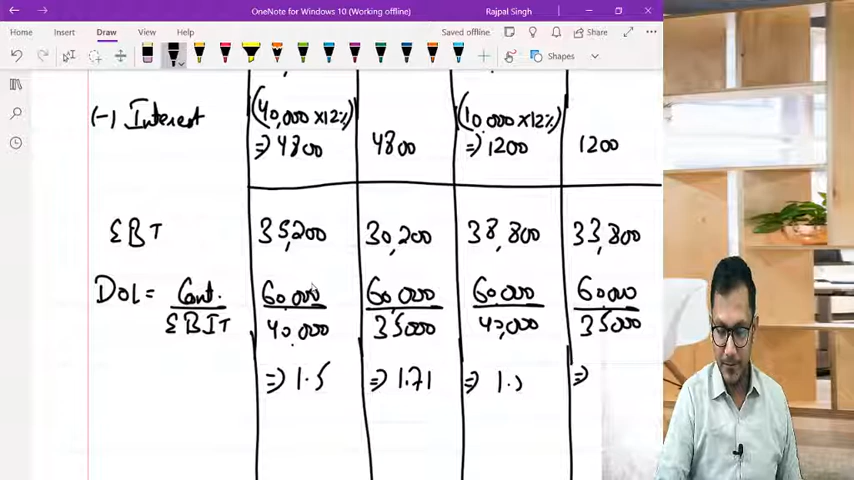 OneNote for Windows 10 (Working offline)
Rajpal Singh
Home Insert Draw View Help
Saved offline
Share
Shapes
(-) Interest (40,000 x 12%) (10,000 x 12%)
=> 4800 4800 => 1200 1200
EBT 35,200 30,200 38,800 33,800
DOL = Cont. 60,000 60,000 60,000 60,000
EBIT 40,000 35000 40,000 35000
=> 1.5 => 1.71 => 1.5 =>